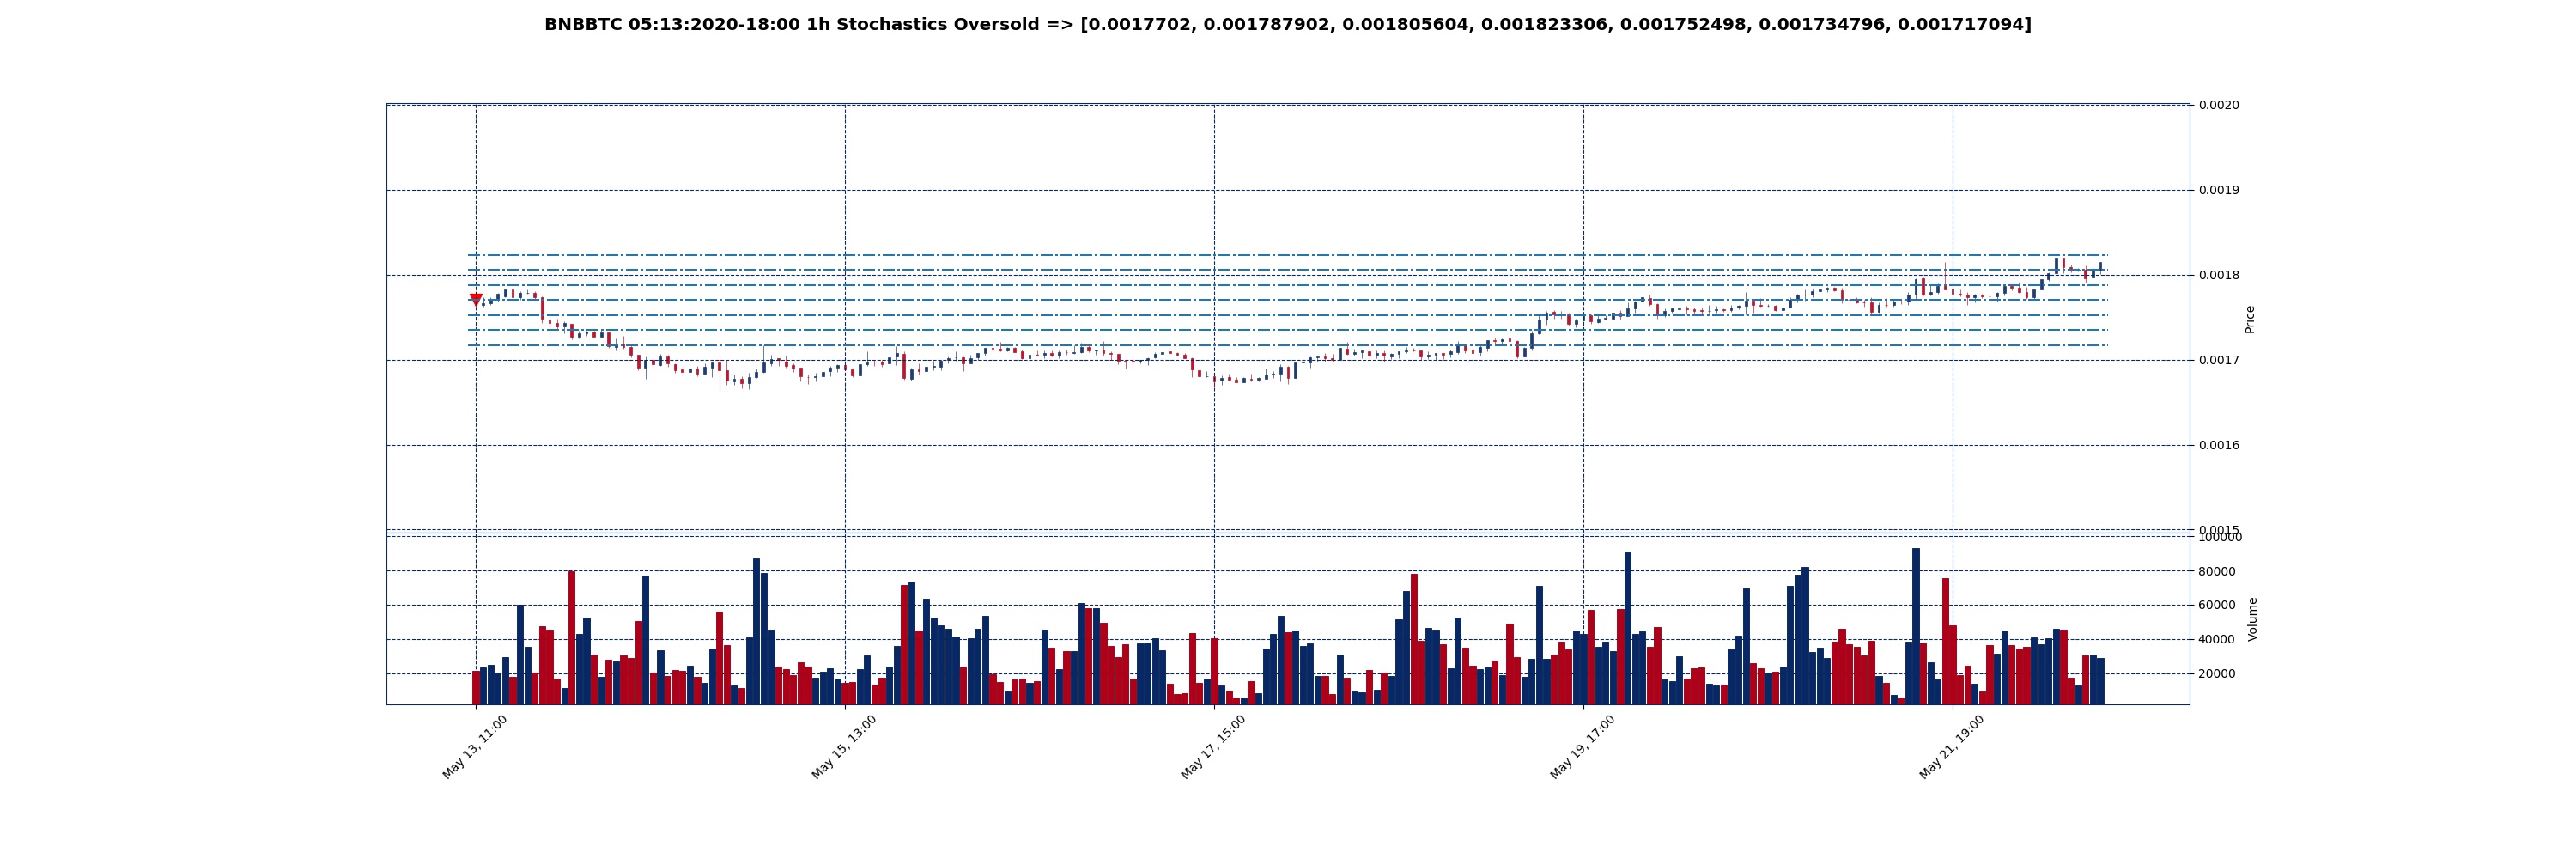 BNBBTC 05:13:2020-18:00 1h Stochastics Oversold => [0.0017702, 0.001787902, 0.001805604, 0.001823306, 0.001752498, 0.001734796, 0.001717094]
0.0020
0.0019
0.0018
0.0017
0.0016
0.0015
Price
100000
80000
60000
40000
20000
Volume
May 13, 11:00
May 15, 13:00
May 17, 15:00
May 19, 17:00
May 21, 19:00